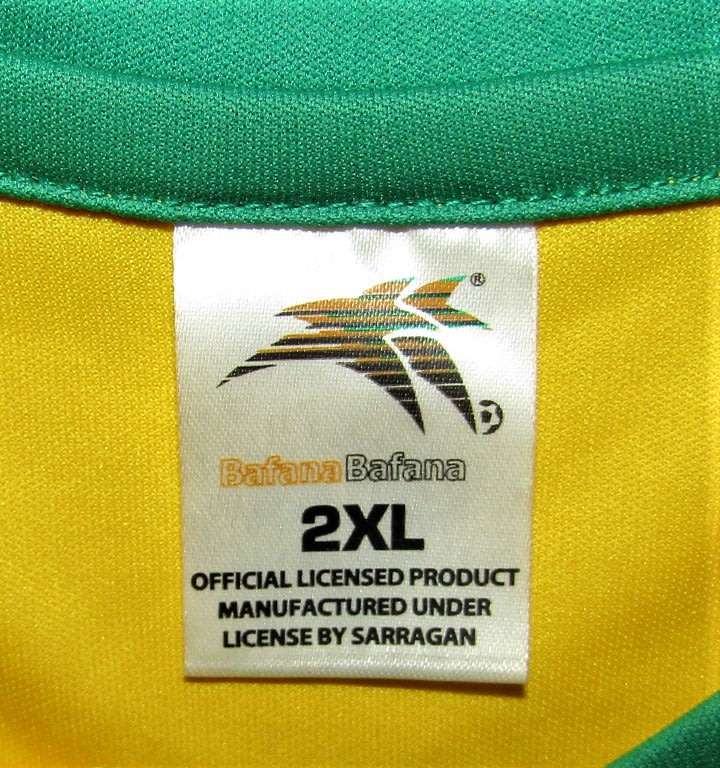 ®
Bafana Bafana
2XL
OFFICIAL LICENSED PRODUCT
MANUFACTURED UNDER
LICENSE BY SARRAGAN